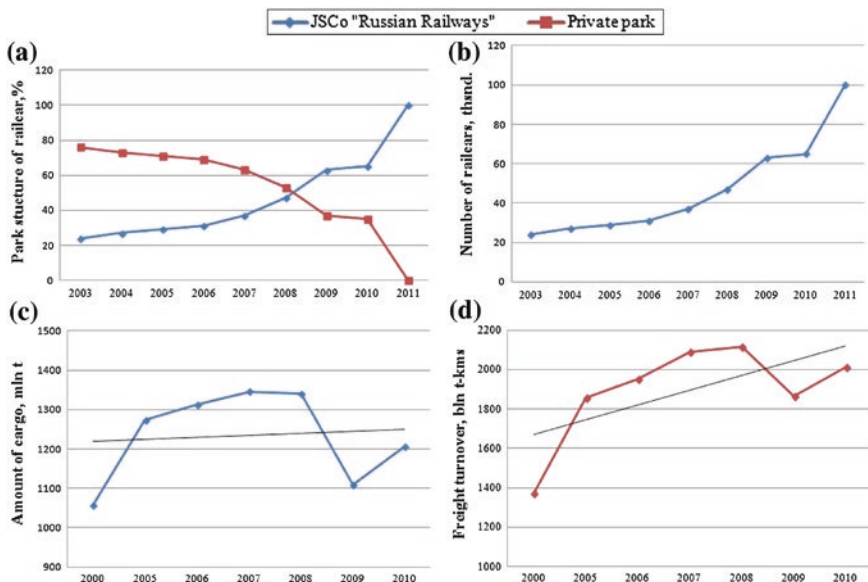 JSCo "Russian Railways" Private park
(a)
Park stucture of railcar,%
120
100
80
60
40
20
0
2003 2004 2005 2006 2007 2008 2009 2010 2011
(b)
Number of railcars, thsnd.
120
100
80
60
40
20
0
2003 2004 2005 2006 2007 2008 2009 2010 2011
(c)
Amount of cargo, mln t
1500
1400
1300
1200
1100
1000
900
2000 2005 2006 2007 2008 2009 2010
(d)
Freight turnover, bln t-kms
2200
2000
1800
1600
1400
1200
1000
2000 2005 2006 2007 2008 2009 2010